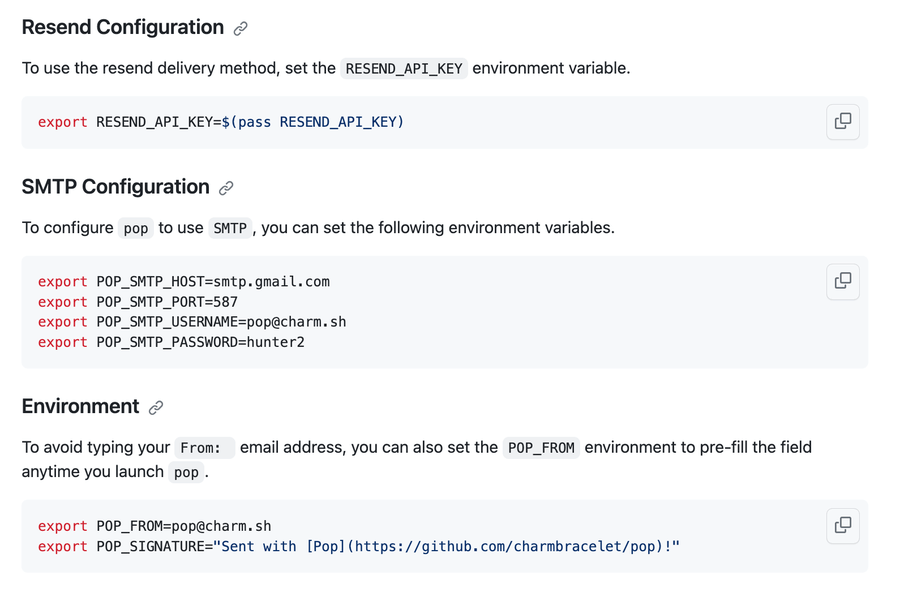 Resend Configuration
To use the resend delivery method, set the RESEND_API_KEY environment variable.
export RESEND_API_KEY=$(pass RESEND_API_KEY)
SMTP Configuration
To configure pop to use SMTP, you can set the following environment variables.
export POP_SMTP_HOST=smtp.gmail.com
export POP_SMTP_PORT=587
export POP_SMTP_USERNAME=pop@charm.sh
export POP_SMTP_PASSWORD=hunter2
Environment
To avoid typing your From: email address, you can also set the POP_FROM environment to pre-fill the field
anytime you launch pop.
export POP_FROM=pop@charm.sh
export POP_SIGNATURE="Sent with [Pop](https://github.com/charmbracelet/pop)!"